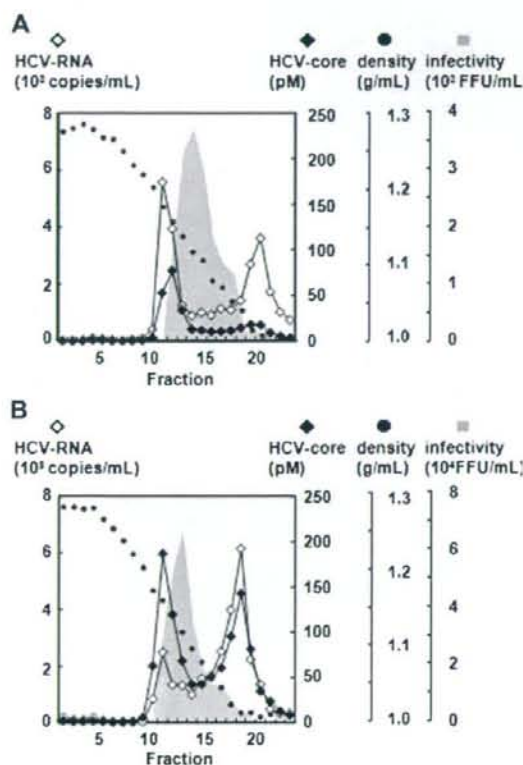 A
HCV-RNA
(10² copies/mL)
HCV-core
(pM)
density
(g/mL)
infectivity
(10² FFU/mL)
8
6
4
2
0
250
200
150
100
50
0
1.3
1.2
1.1
1.0
4
3
2
1
0
5 10 15 20
Fraction
B
HCV-RNA
copies/mL)
HCV-core
(pM)
density
(g/mL)
infectivity
(10⁴FFU/mL)
8
6
4
2
0
250
200
150
100
50
0
1.3
1.2
1.1
1.0
8
6
4
2
0
5 10 15 20
Fraction